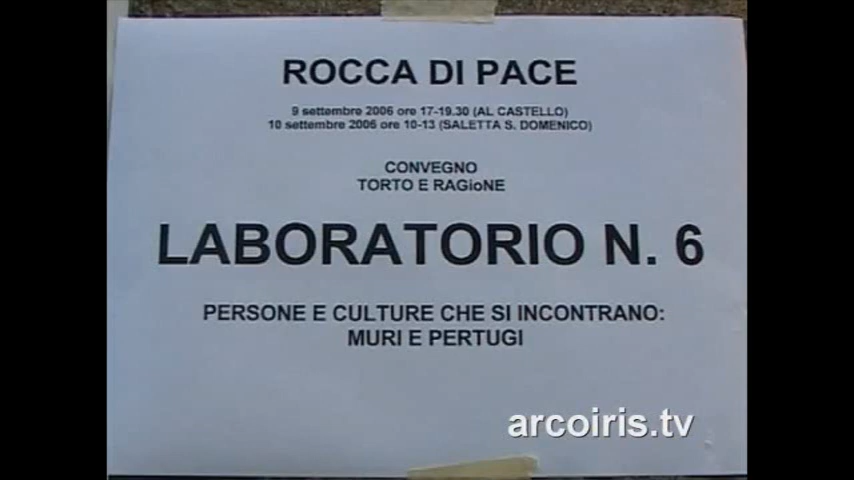 ROCCA DI PACE
9 settembre 2006 ore 17-19.30 (AL CASTELLO)
10 settembre 2006 ore 10-13 (SALETTA S. DOMENICO)
CONVEGNO
TORTO E RAGioNE
LABORATORIO N. 6
PERSONE E CULTURE CHE SI INCONTRANO:
MURI E PERTUGI
arcoiris.tv